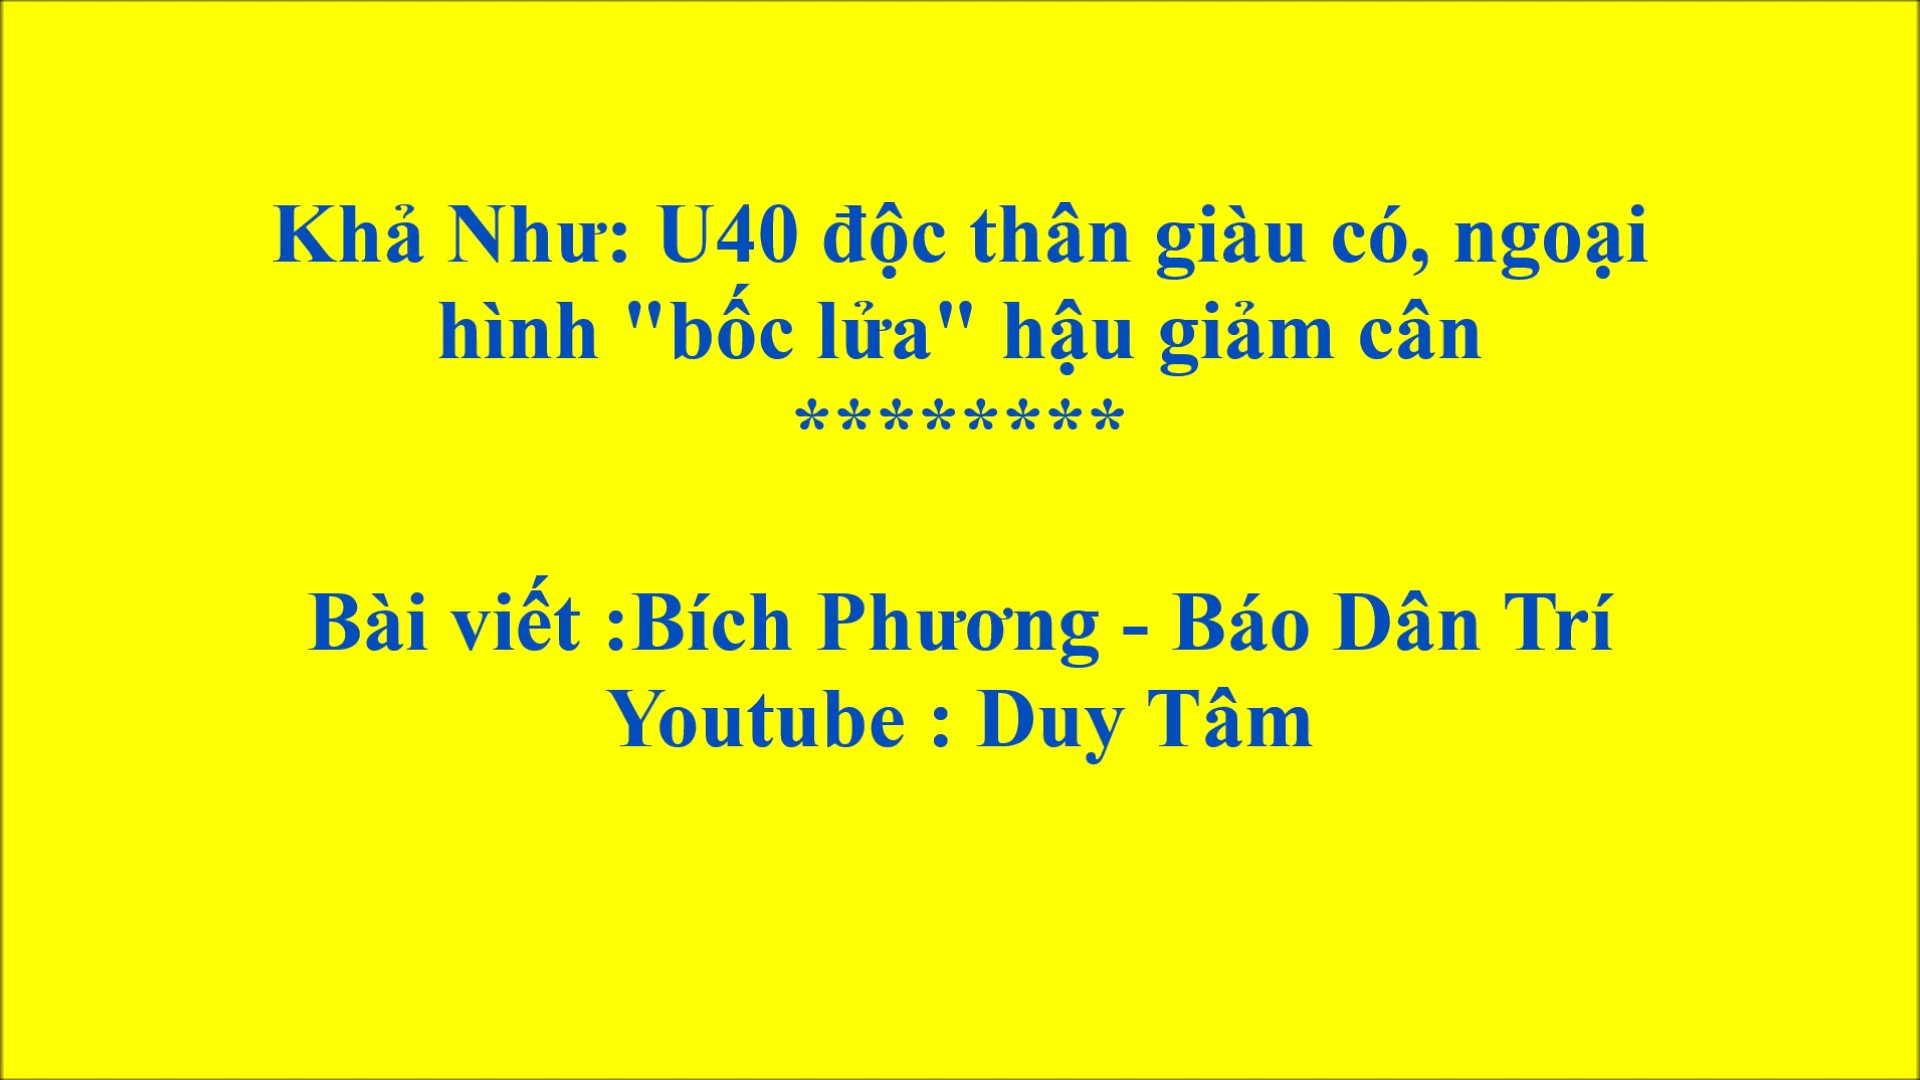 Khả Như: U40 độc thân giàu có, ngoại
hình "bốc lửa" hậu giảm cân
********
Bài viết :Bích Phương - Báo Dân Trí
Youtube : Duy Tâm